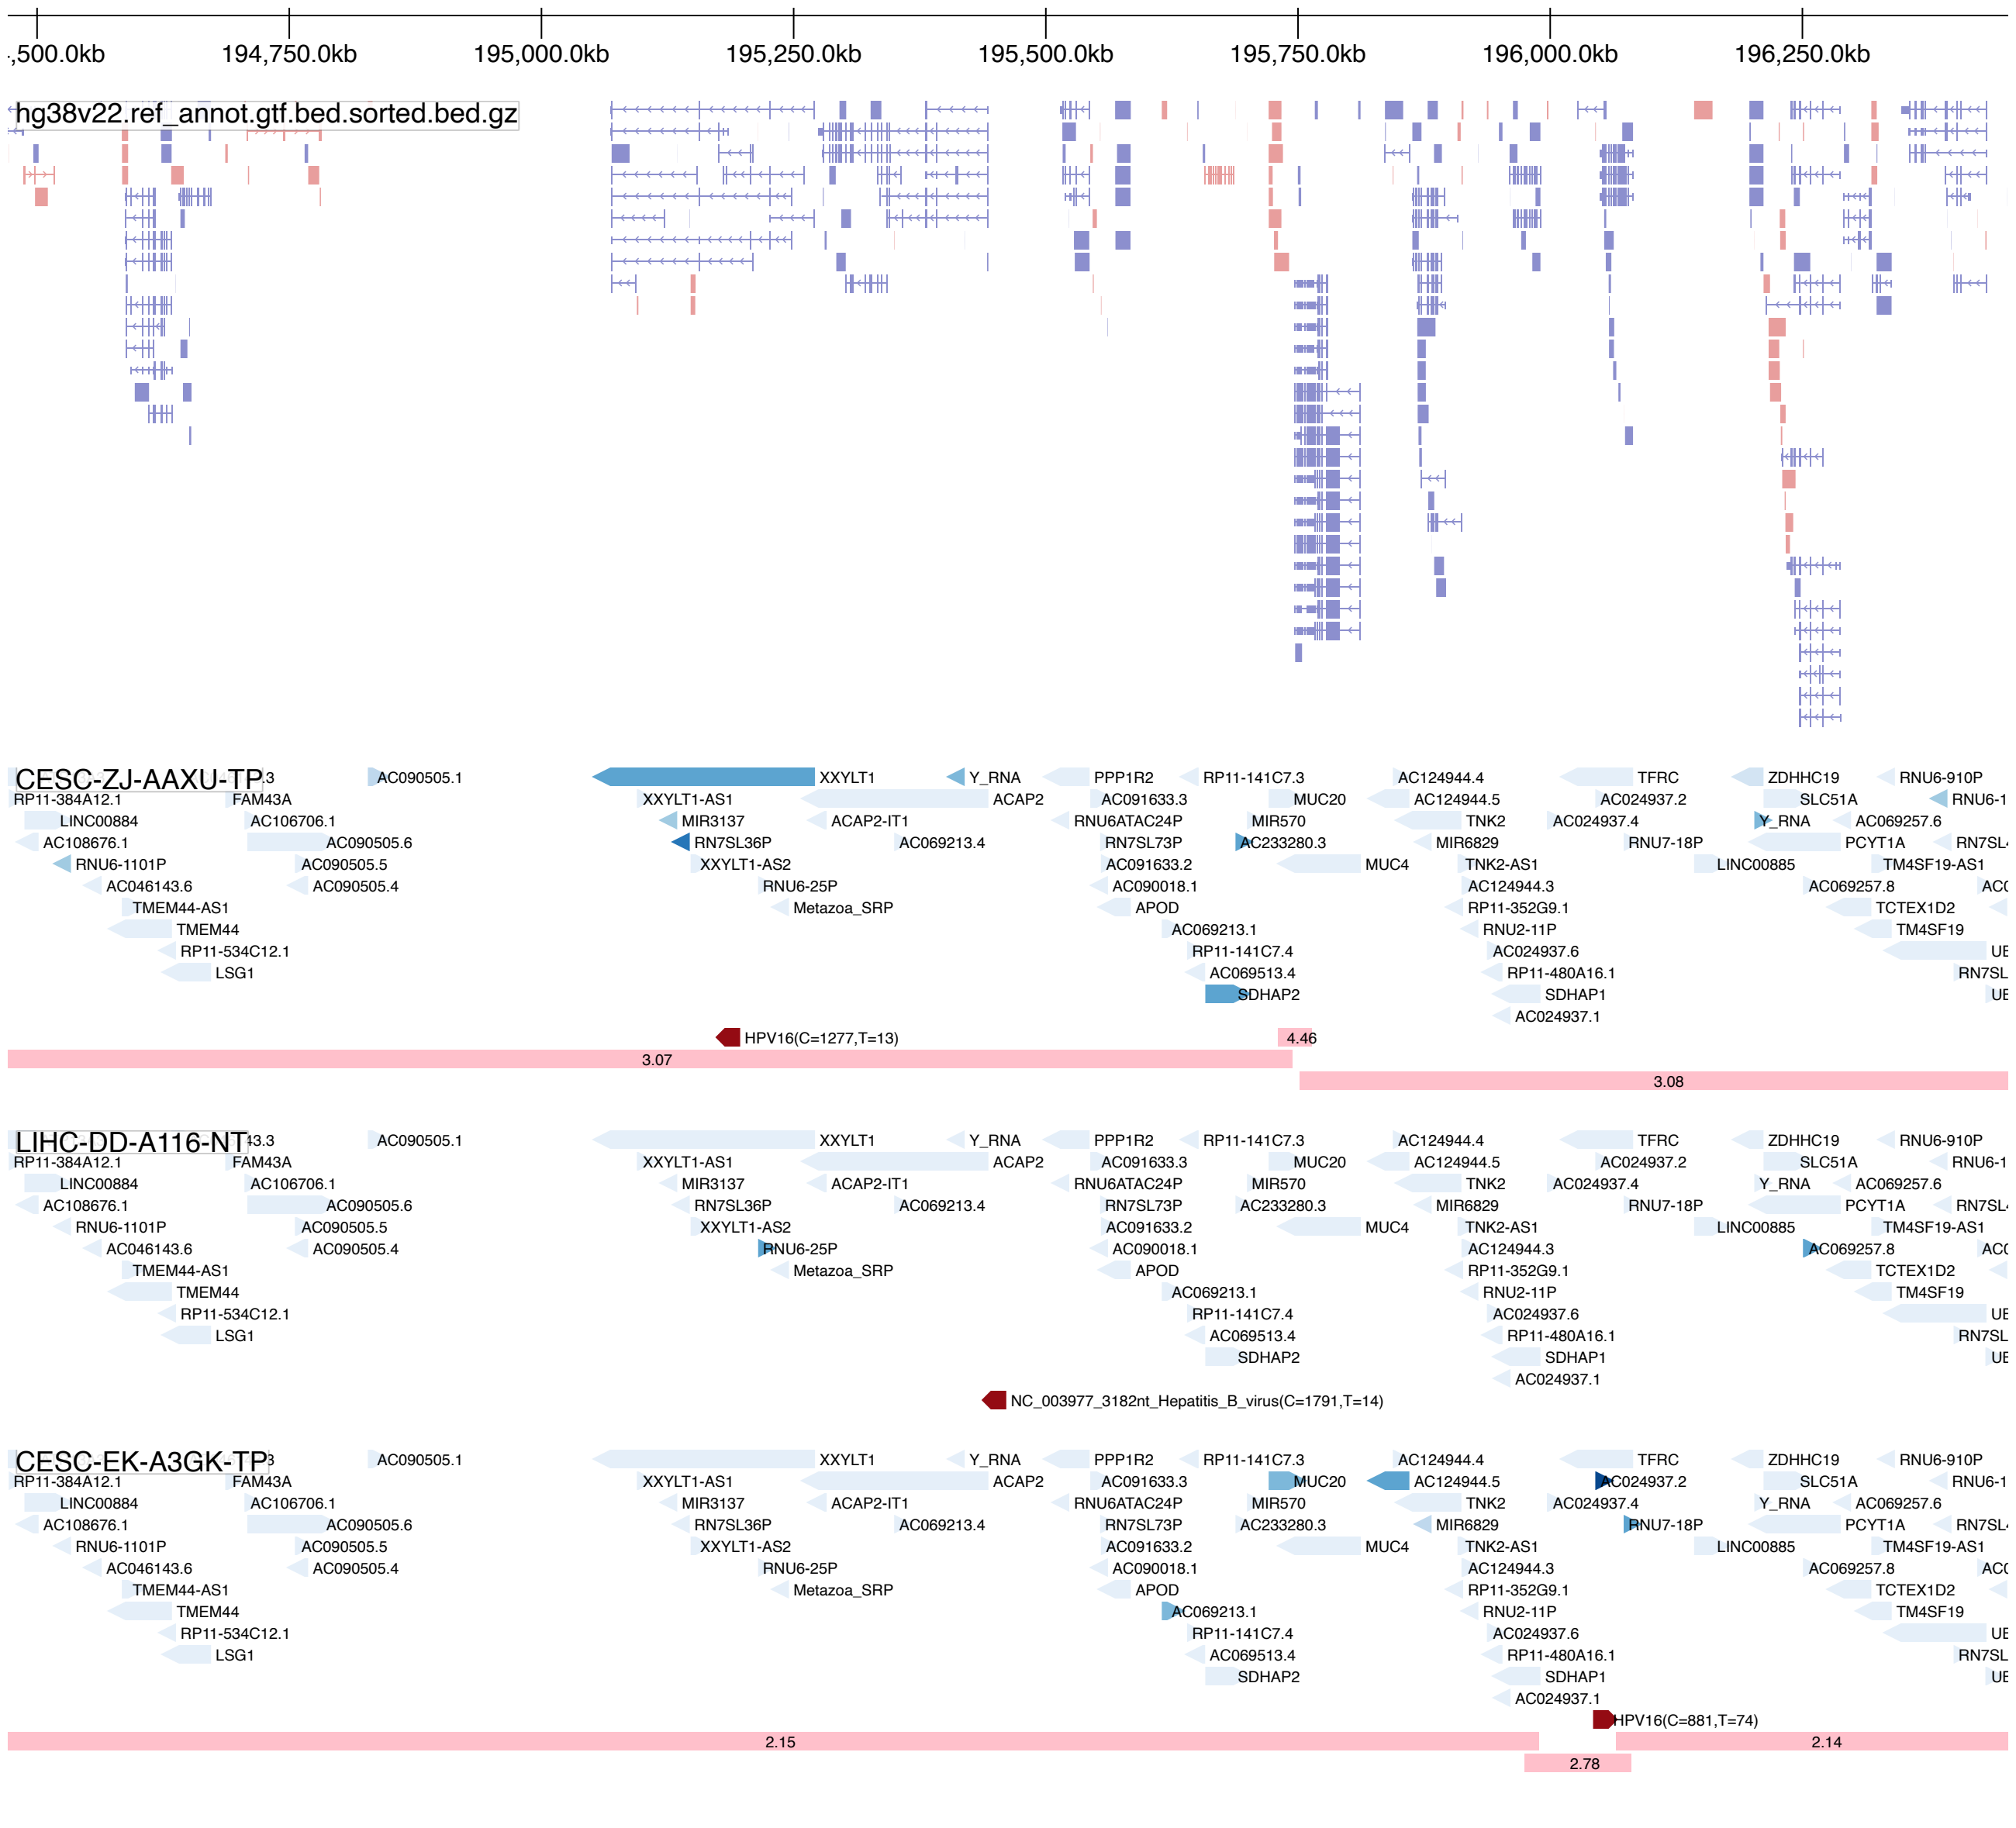 ,500.0kb 194,750.0kb 195,000.0kb 195,250.0kb 195,500.0kb 195,750.0kb 196,000.0kb 196,250.0kb
hg38v22.ref_annot.gtf.bed.sorted.bed.gz
CESC-ZJ-AAXU-TP .3 AC090505.1 XXYLT1 Y_RNA PPP1R2 RP11-141C7.3 AC124944.4 TFRC ZDHHC19 RNU6-910P
RP11-384A12.1 FAM43A XXYLT1-AS1 ACAP2 AC091633.3 MUC20 AC124944.5 AC024937.2 SLC51A RNU6-1
LINC00884 AC106706.1 MIR3137 ACAP2-IT1 RNU6ATAC24P MIR570 TNK2 AC024937.4 Y_RNA AC069257.6
AC108676.1 AC090505.6 RN7SL36P AC069213.4 RN7SL73P AC233280.3 MIR6829 RNU7-18P PCYT1A RN7SL
RNU6-1101P AC090505.5 XXYLT1-AS2 AC091633.2 MUC4 TNK2-AS1 LINC00885 TM4SF19-AS1
AC046143.6 AC090505.4 RNU6-25P AC090018.1 AC124944.3 AC069257.8 AC
TMEM44-AS1 Metazoa_SRP APOD RP11-352G9.1 TCTEX1D2
TMEM44 AC069213.1 RNU2-11P TM4SF19
RP11-534C12.1 RP11-141C7.4 AC024937.6 UB
LSG1 AC069513.4 RP11-480A16.1 RN7SL
SDHAP2 SDHAP1 UB
AC024937.1
HPV16(C=1277,T=13) 4.46
3.07
3.08
LIHC-DD-A116-NT 43.3 AC090505.1 XXYLT1 Y_RNA PPP1R2 RP11-141C7.3 AC124944.4 TFRC ZDHHC19 RNU6-910P
RP11-384A12.1 FAM43A XXYLT1-AS1 ACAP2 AC091633.3 MUC20 AC124944.5 AC024937.2 SLC51A RNU6-1
LINC00884 AC106706.1 MIR3137 ACAP2-IT1 RNU6ATAC24P MIR570 TNK2 AC024937.4 Y_RNA AC069257.6
AC108676.1 AC090505.6 RN7SL36P AC069213.4 RN7SL73P AC233280.3 MIR6829 RNU7-18P PCYT1A RN7SL
RNU6-1101P AC090505.5 XXYLT1-AS2 AC091633.2 MUC4 TNK2-AS1 LINC00885 TM4SF19-AS1
AC046143.6 AC090505.4 RNU6-25P AC090018.1 AC124944.3 AC069257.8 AC
TMEM44-AS1 Metazoa_SRP APOD RP11-352G9.1 TCTEX1D2
TMEM44 AC069213.1 RNU2-11P TM4SF19
RP11-534C12.1 RP11-141C7.4 AC024937.6 UB
LSG1 AC069513.4 RP11-480A16.1 RN7SL
SDHAP2 SDHAP1 UB
AC024937.1
NC_003977_3182nt_Hepatitis_B_virus(C=1791,T=14)
CESC-EK-A3GK-TP 3 AC090505.1 XXYLT1 Y_RNA PPP1R2 RP11-141C7.3 AC124944.4 TFRC ZDHHC19 RNU6-910P
RP11-384A12.1 FAM43A XXYLT1-AS1 ACAP2 AC091633.3 MUC20 AC124944.5 AC024937.2 SLC51A RNU6-1
LINC00884 AC106706.1 MIR3137 ACAP2-IT1 RNU6ATAC24P MIR570 TNK2 AC024937.4 Y_RNA AC069257.6
AC108676.1 AC090505.6 RN7SL36P AC069213.4 RN7SL73P AC233280.3 MIR6829 RNU7-18P PCYT1A RN7SL
RNU6-1101P AC090505.5 XXYLT1-AS2 AC091633.2 MUC4 TNK2-AS1 LINC00885 TM4SF19-AS1
AC046143.6 AC090505.4 RNU6-25P AC090018.1 AC124944.3 AC069257.8 AC
TMEM44-AS1 Metazoa_SRP APOD RP11-352G9.1 TCTEX1D2
TMEM44 AC069213.1 RNU2-11P TM4SF19
RP11-534C12.1 RP11-141C7.4 AC024937.6 UB
LSG1 AC069513.4 RP11-480A16.1 RN7SL
SDHAP2 SDHAP1 UB
AC024937.1
HPV16(C=881,T=74)
2.15 2.14
2.78